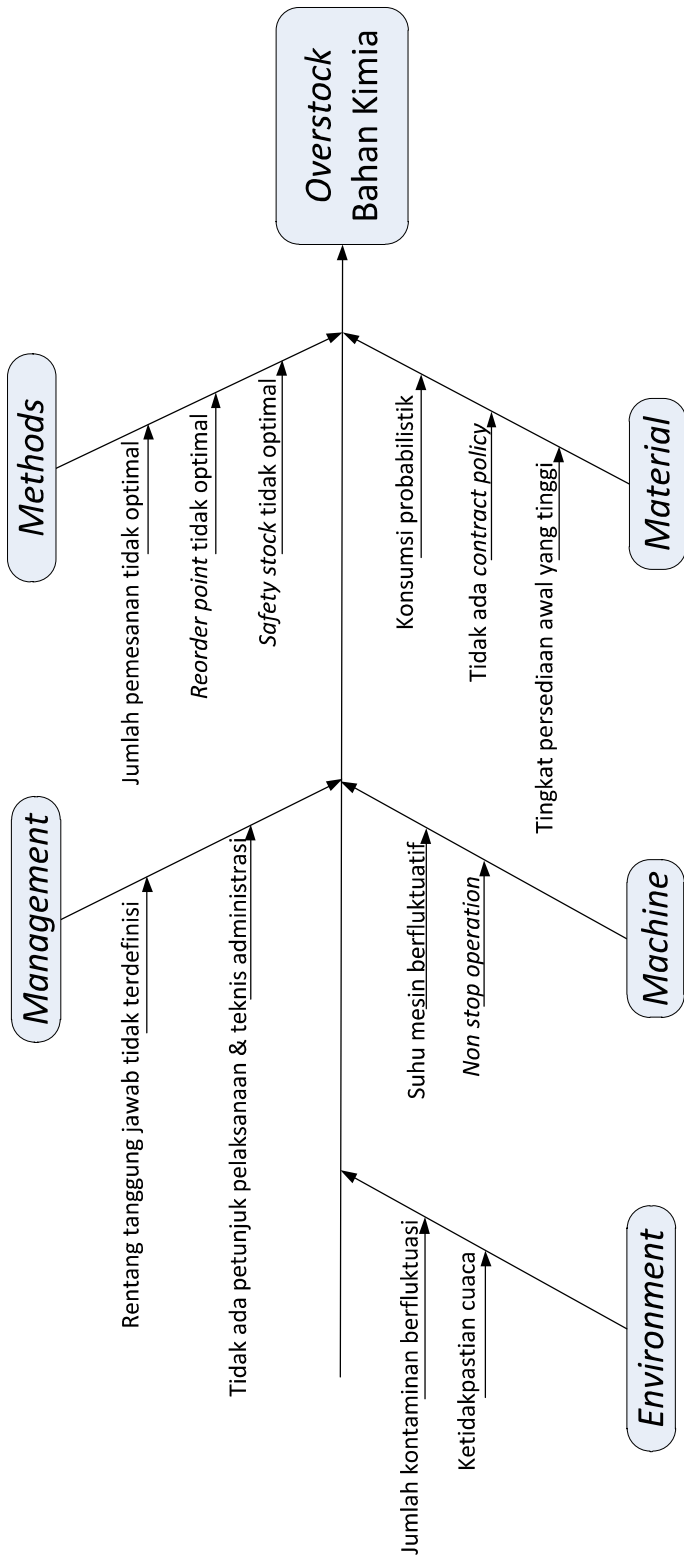 Management
Methods
Rentang tanggung jawab tidak terdefinisi
Tidak ada petunjuk pelaksanaan & teknis administrasi
Jumlah pemesanan tidak optimal
Reorder point tidak optimal
Safety stock tidak optimal
Overstock
Bahan Kimia
Jumlah kontaminan berfluktuasi
Ketidakpastian cuaca
Suhu mesin berfluktuatif
Non stop operation
Konsumsi probabilistik
Tidak ada contract policy
Tingkat persediaan awal yang tinggi
Environment
Machine
Material